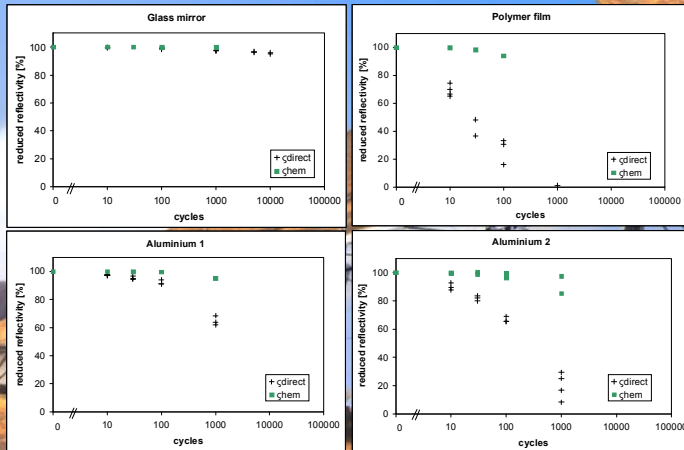 Glass mirror
reduced reflectivity [%]
100
80
60
40
20
0
0 10 100 1000 10000 100000
cycles
ςdirect
ςhem
Polymer film
reduced reflectivity [%]
100
80
60
40
20
0
0 10 100 1000 10000 100000
cycles
ςdirect
ςhem
Aluminium 1
reduced reflectivity [%]
100
80
60
40
20
0
0 10 100 1000 10000 100000
cycles
ςdirect
ςhem
Aluminium 2
reduced reflectivity [%]
100
80
60
40
20
0
0 10 100 1000 10000 100000
cycles
ςdirect
ςhem